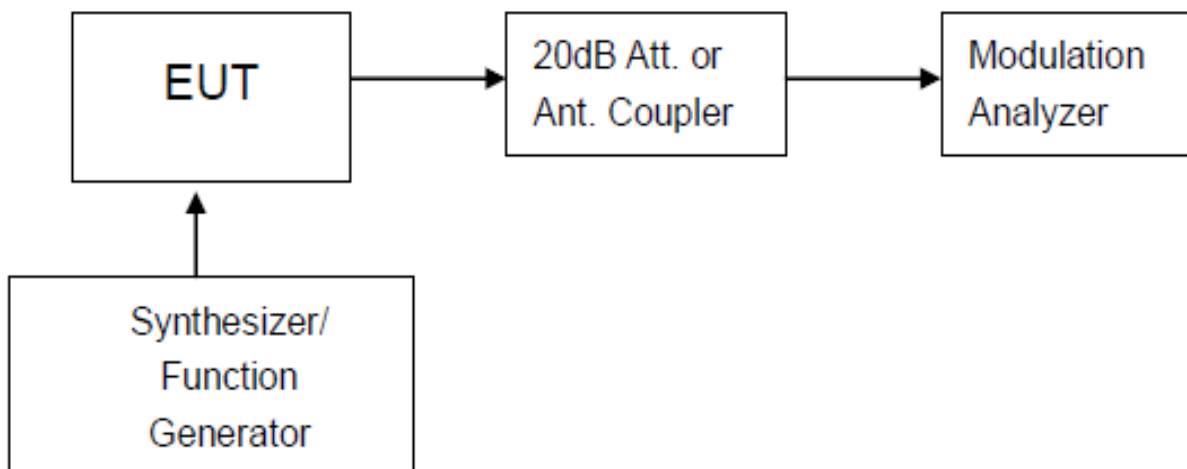 EUT
20dB Att. or
Ant. Coupler
Modulation
Analyzer
Synthesizer/
Function
Generator